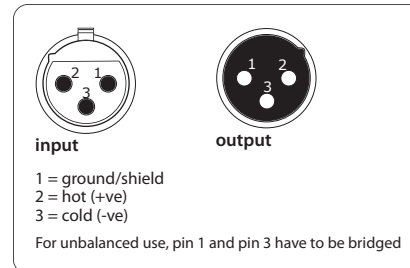 2 1
3
input
1 2
3
output
1 = ground/shield
2 = hot (+ve)
3 = cold (-ve)
For unbalanced use, pin 1 and pin 3 have to be bridged